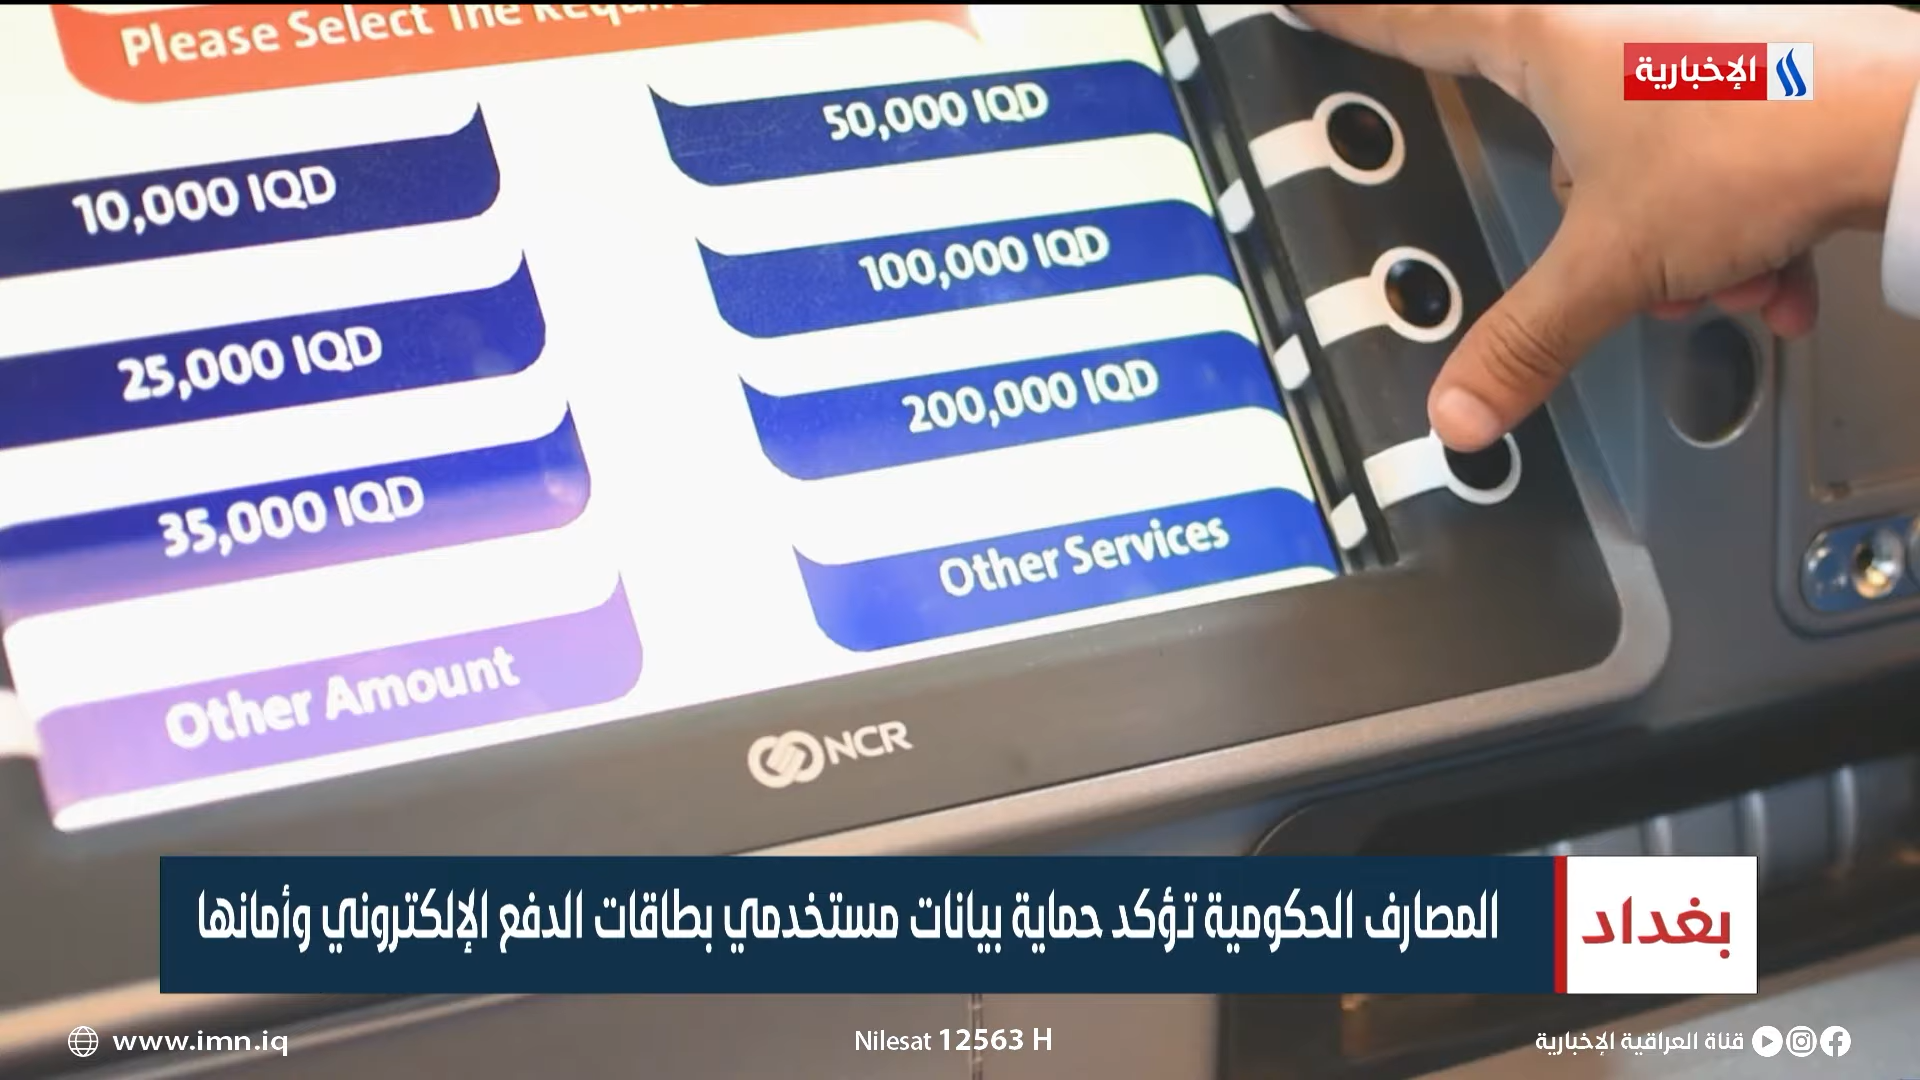 Please Select The
50,000 IQD
10,000 IQD
100,000 IQD
25,000 IQD
200,000 IQD
35,000 IQD
Other Services
Other Amount
NCR
الإخبارية
بغداد
المصارف الحكومية تؤكد حماية بيانات مستخدمي بطاقات الدفع الإلكتروني وأمانها
www.imn.iq
Nilesat 12563 H
قناة العراقية الإخبارية